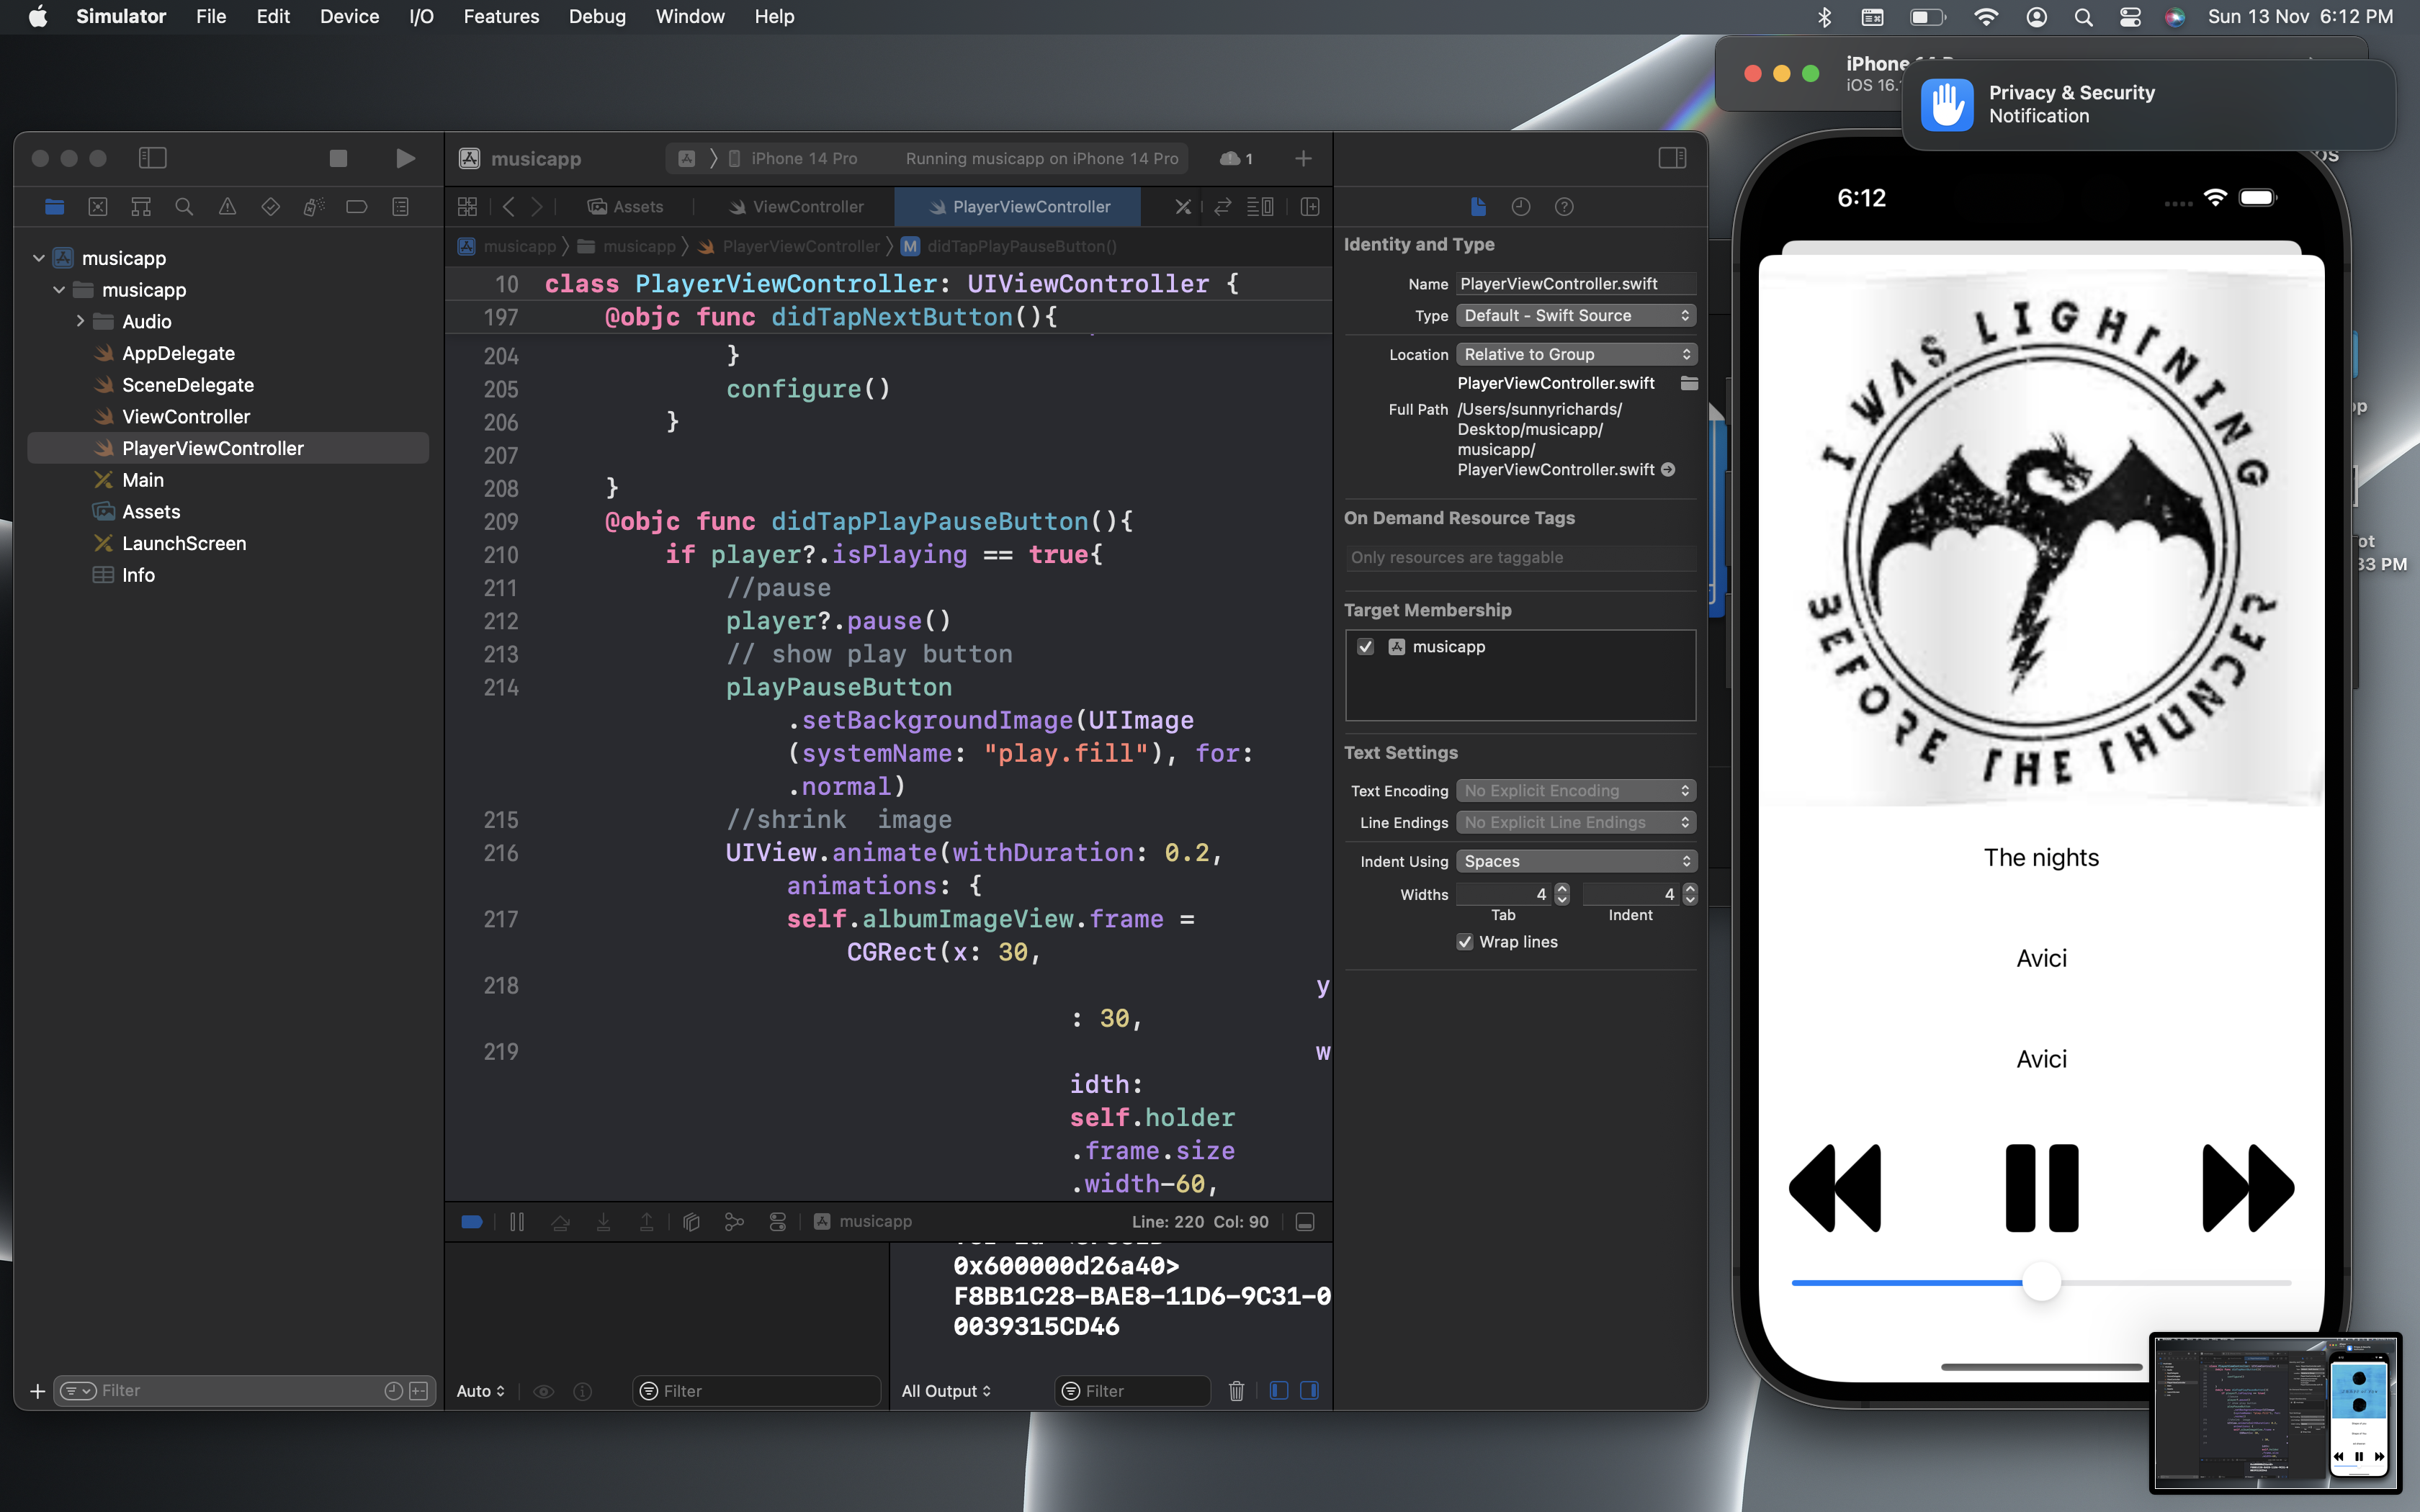 Simulator File Edit Device I/O Features Debug Window Help
Sun 13 Nov 6:12 PM
iPhone
iOS 16.
Privacy & Security
Notification
musicapp
iPhone 14 Pro
Running musicapp on iPhone 14 Pro
1
Assets
ViewController
PlayerViewController
musicapp
musicapp
PlayerViewController
M
didTapPlayPauseButton()
musicapp
musicapp
Audio
AppDelegate
SceneDelegate
ViewController
PlayerViewController
Main
Assets
LaunchScreen
Info
Filter
10 class PlayerViewController: UIViewController {
197 @objc func didTapNextButton(){
204 }
205 configure()
206 }
207
208 }
209 @objc func didTapPlayPauseButton(){
210 if player?.isPlaying == true{
211 //pause
212 player?.pause()
213 // show play button
214 playPauseButton
.setBackgroundImage(UIImage
(systemName: "play.fill"), for:
.normal)
215 //shrink  image
216 UIView.animate(withDuration: 0.2,
animations: {
217 self.albumImageView.frame =
CGRect(x: 30,
218 y
: 30,
219 w
idth:
self.holder
.frame.size
.width-60,
musicapp
Line: 220 Col: 90
0x600000d26a40>
F8BB1C28-BAE8-11D6-9C31-0
0039315CD46
Auto
Filter
All Output
Filter
Identity and Type
Name PlayerViewController.swift
Type Default - Swift Source
Location Relative to Group
PlayerViewController.swift
Full Path /Users/sunnyrichards/
Desktop/musicapp/
musicapp/
PlayerViewController.swift
On Demand Resource Tags
Only resources are taggable
Target Membership
musicapp
Text Settings
Text Encoding No Explicit Encoding
Line Endings No Explicit Line Endings
Indent Using Spaces
Widths 4 4
Tab Indent
Wrap lines
6:12
I WAS LIGHTNING
BEFORE THE THUNDER
The nights
Avici
Avici
33 PM